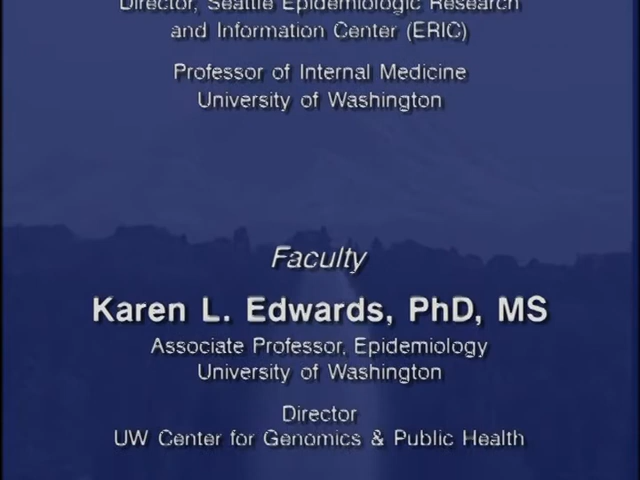 Director, Seattle Epidemiologic Research
and Information Center (ERIC)
Professor of Internal Medicine
University of Washington
Faculty
Karen L. Edwards, PhD, MS
Associate Professor, Epidemiology
University of Washington
Director
UW Center for Genomics & Public Health